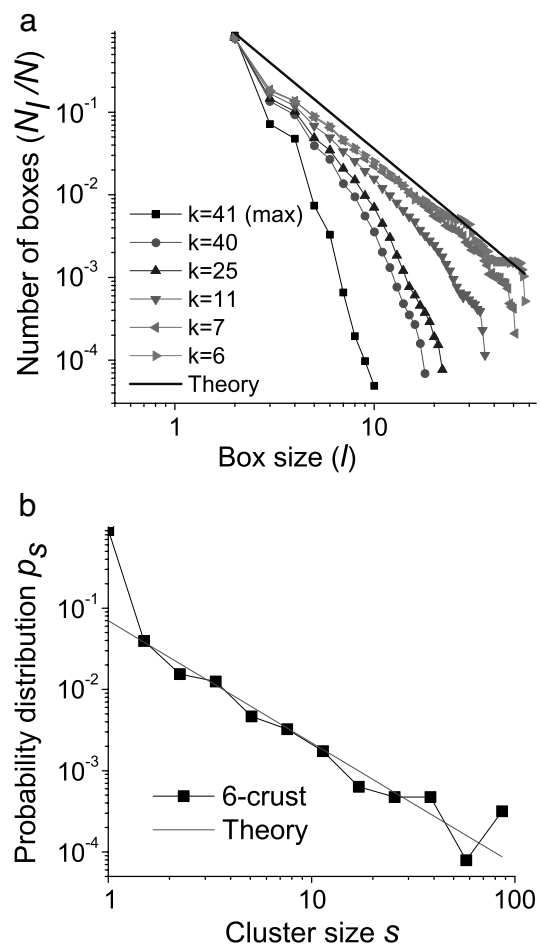 a
Number of boxes (N_l/N)
10^-1
10^-2
10^-3
10^-4
k=41 (max)
k=40
k=25
k=11
k=7
k=6
Theory
1
10
Box size (l)
b
Probability distribution p_s
10^-1
10^-2
10^-3
10^-4
6-crust
Theory
1
10
100
Cluster size s